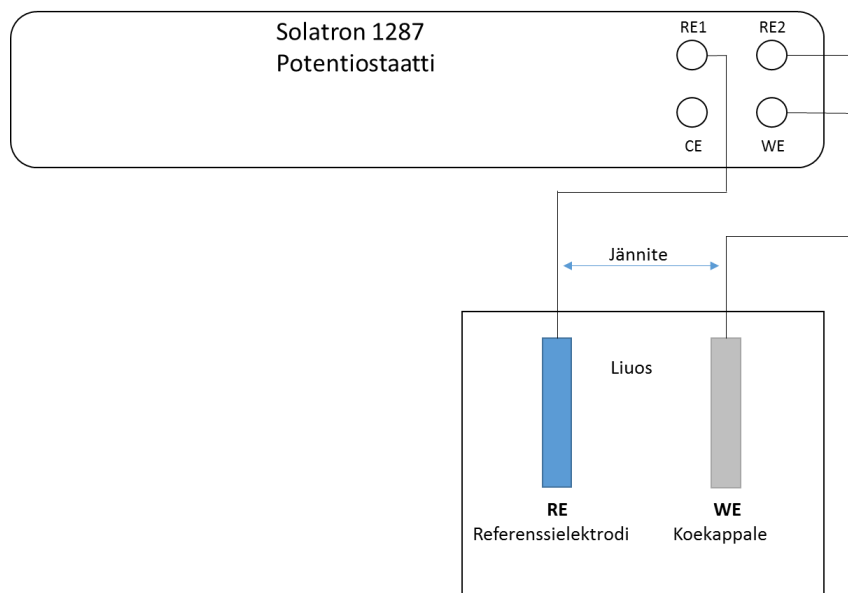 Solatron 1287
Potentiostaatti
RE1
RE2
CE
WE
Jännite
Liuos
RE
Referenssielektrodi
WE
Koekappale